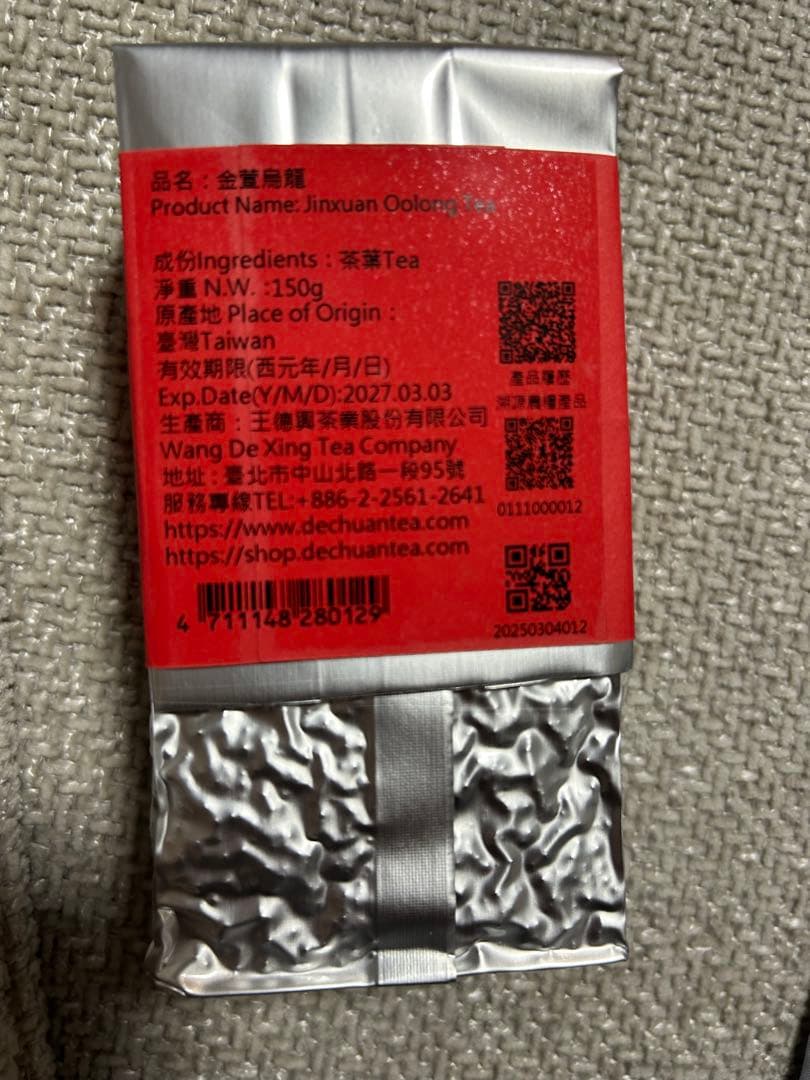 品名：金萱烏龍
Product Name: Jinxuan Oolong Tea
成份Ingredients：茶葉Tea
淨重 N.W. :150g
原產地 Place of Origin：
臺灣Taiwan
有效期限(西元年/月/日)
Exp.Date(Y/M/D):2027.03.03
生產商：王德興茶業股份有限公司
Wang De Xing Tea Company
地址：臺北市中山北路一段95號
服務專線TEL:+886-2-2561-2641
https://www.dechuantea.com
https://shop.dechuantea.com
4 711148 280129
產品履歷
溯源農糧產品
0111000012
20250304012